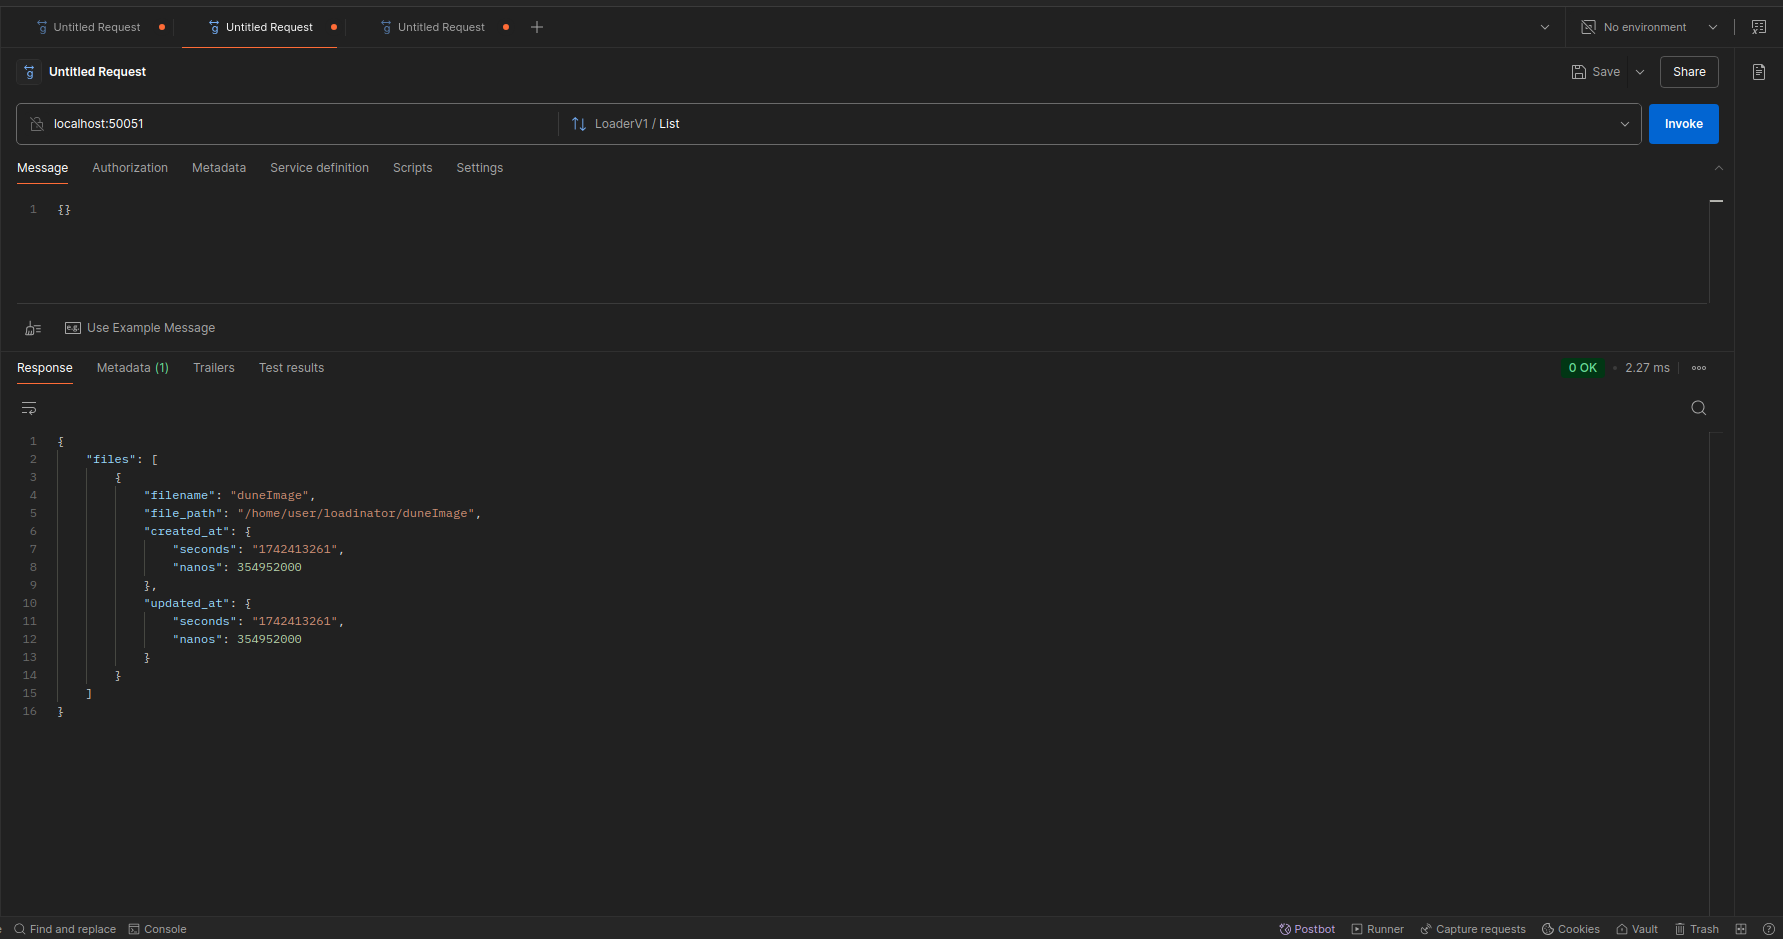 Untitled Request
Untitled Request
Untitled Request
No environment
Untitled Request
Save
Share
localhost:50051
LoaderV1 / List
Invoke
Message Authorization Metadata Service definition Scripts Settings
1 {}
e.g. Use Example Message
Response Metadata (1) Trailers Test results
0 OK 2.27 ms
1 {
2 "files": [
3 {
4 "filename": "duneImage",
5 "file_path": "/home/user/loadinator/duneImage",
6 "created_at": {
7 "seconds": "1742413261",
8 "nanos": 354952000
9 },
10 "updated_at": {
11 "seconds": "1742413261",
12 "nanos": 354952000
13 }
14 }
15 ]
16 }
Find and replace Console
Postbot Runner Capture requests Cookies Vault Trash